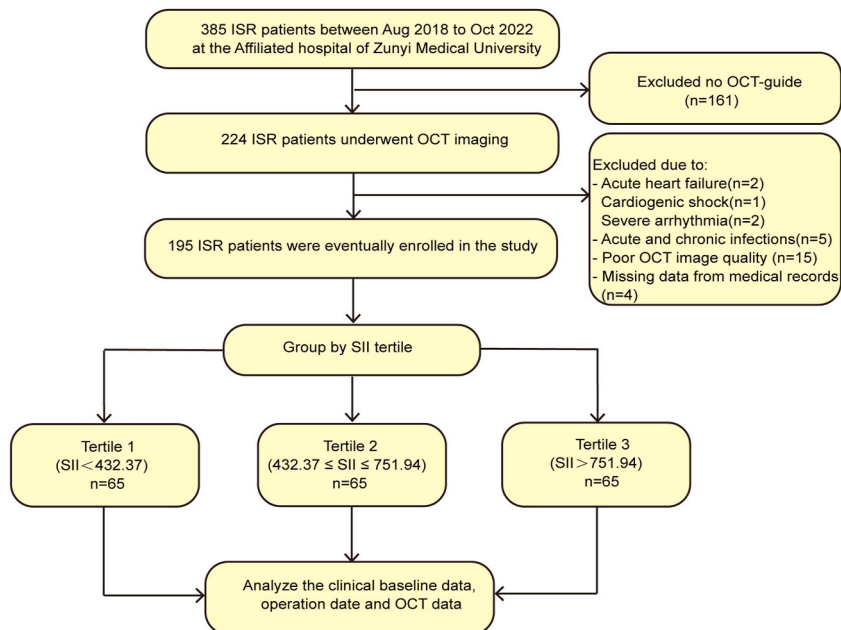 385 ISR patients between Aug 2018 to Oct 2022
at the Affiliated hospital of Zunyi Medical University
Excluded no OCT-guide
(n=161)
224 ISR patients underwent OCT imaging
Excluded due to:
- Acute heart failure(n=2)
Cardiogenic shock(n=1)
Severe arrhythmia(n=2)
- Acute and chronic infections(n=5)
- Poor OCT image quality (n=15)
- Missing data from medical records
(n=4)
195 ISR patients were eventually enrolled in the study
Group by SII tertile
Tertile 1
(SII<432.37)
n=65
Tertile 2
(432.37 ≤ SII ≤ 751.94)
n=65
Tertile 3
(SII>751.94)
n=65
Analyze the clinical baseline data,
operation date and OCT data